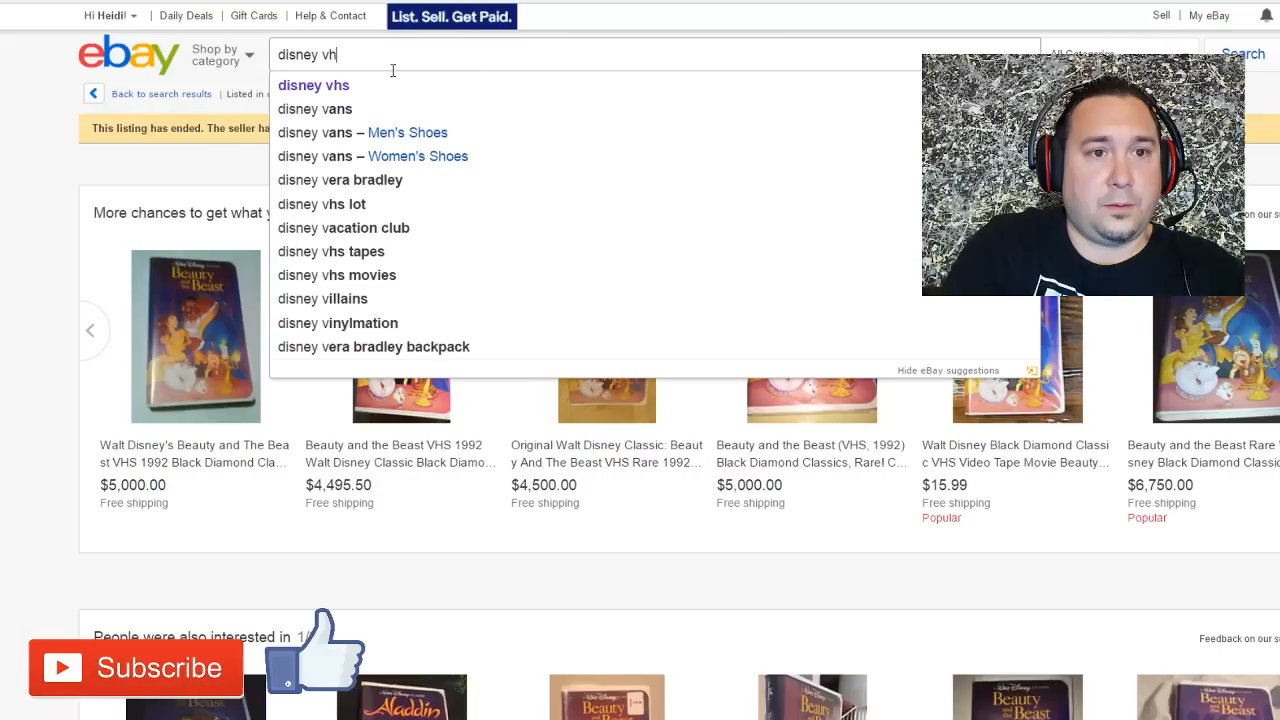 Hi Heidi!
Daily Deals
Gift Cards
Help & Contact
List. Sell. Get Paid.
Sell
My eBay
ebay
Shop by
category
disney vh
All Categories
Search
Back to search results
Listed in
This listing has ended. The seller ha
disney vhs
disney vans
disney vans – Men's Shoes
disney vans – Women's Shoes
disney vera bradley
disney vhs lot
disney vacation club
disney vhs tapes
disney vhs movies
disney villains
disney vinylmation
disney vera bradley backpack
Hide eBay suggestions
More chances to get what y
on our su
Walt Disney's Beauty and The Bea
st VHS 1992 Black Diamond Cla...
$5,000.00
Free shipping
Beauty and the Beast VHS 1992
Walt Disney Classic Black Diamo...
$4,495.50
Free shipping
Original Walt Disney Classic: Beaut
y And The Beast VHS Rare 1992...
$4,500.00
Free shipping
Beauty and the Beast (VHS, 1992)
Black Diamond Classics, Rare! C...
$5,000.00
Free shipping
Walt Disney Black Diamond Classi
c VHS Video Tape Movie Beauty...
$15.99
Free shipping
Popular
Beauty and the Beast Rare W
sney Black Diamond Classic
$6,750.00
Free shipping
Popular
People were also interested in
Feedback on our su
Subscribe
Aladdin